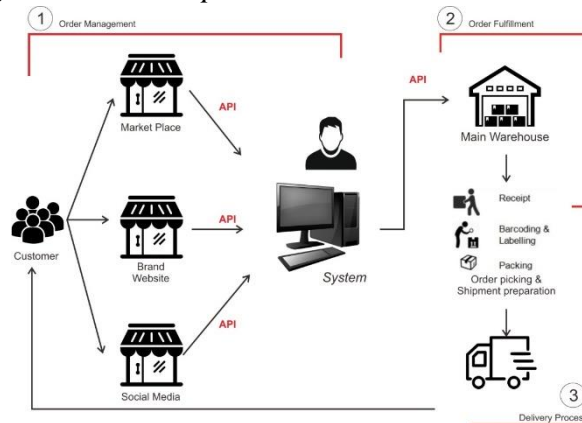 1 Order Management
2 Order Fulfillment
API
Market Place
API
Main Warehouse
Receipt
API
Barcoding &
Labelling
Customer
Brand
Website
System
Packing
Order picking &
Shipment preparation
API
Social Media
3
Delivery Proces